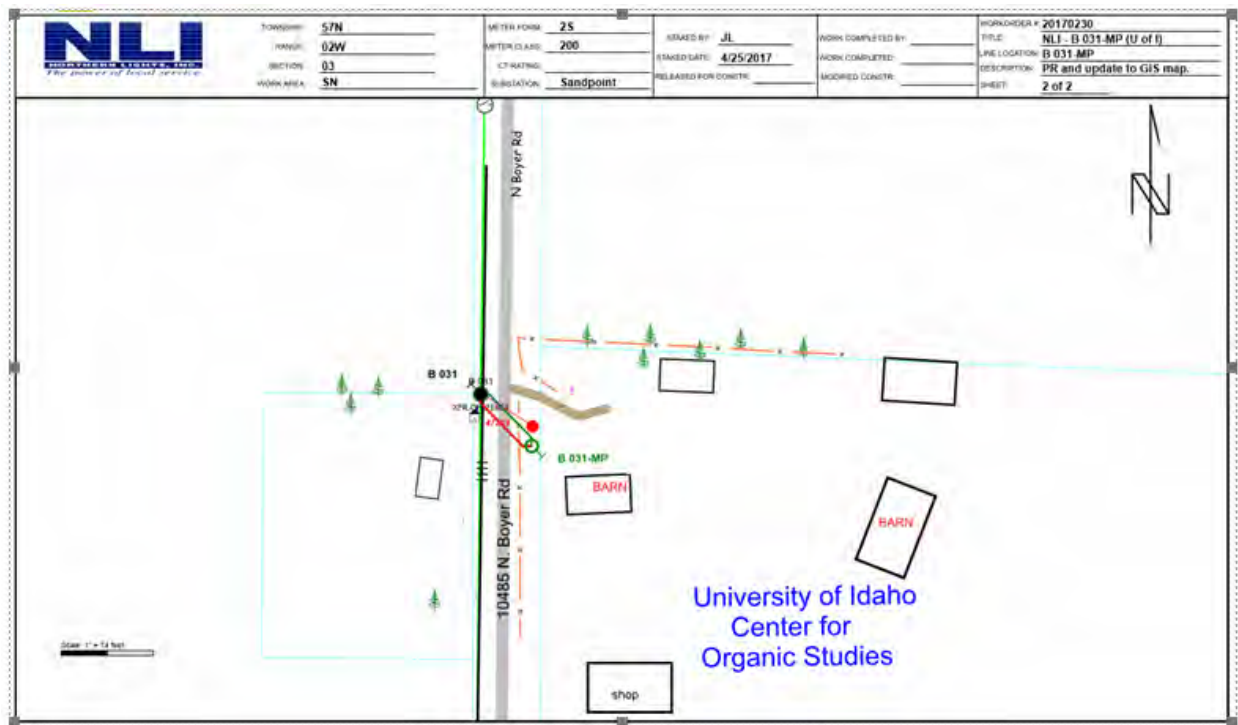 NLI
NORTHERN LIGHTS, INC.
The power of local service
TOWNSHIP: 57N
RANGE: 02W
SECTION: 03
WORK AREA: SN
METER FORM: 2S
METER CLASS: 200
CT RATING:
SUBSTATION: Sandpoint
STAKED BY: JL
STAKED DATE: 4/25/2017
RELEASED FOR CONSTR:
WORK COMPLETED BY:
WORK COMPLETED:
MODIFIED CONSTR:
WORKORDER #: 20170230
TITLE: NLI - B 031-MP (U of I)
LINE LOCATION: B 031-MP
DESCRIPTION: PR and update to GIS map.
SHEET: 2 of 2
N Boyer Rd
N
B 031
B 031-MP
BARN
BARN
10485 N. Boyer Rd
University of Idaho
Center for
Organic Studies
shop